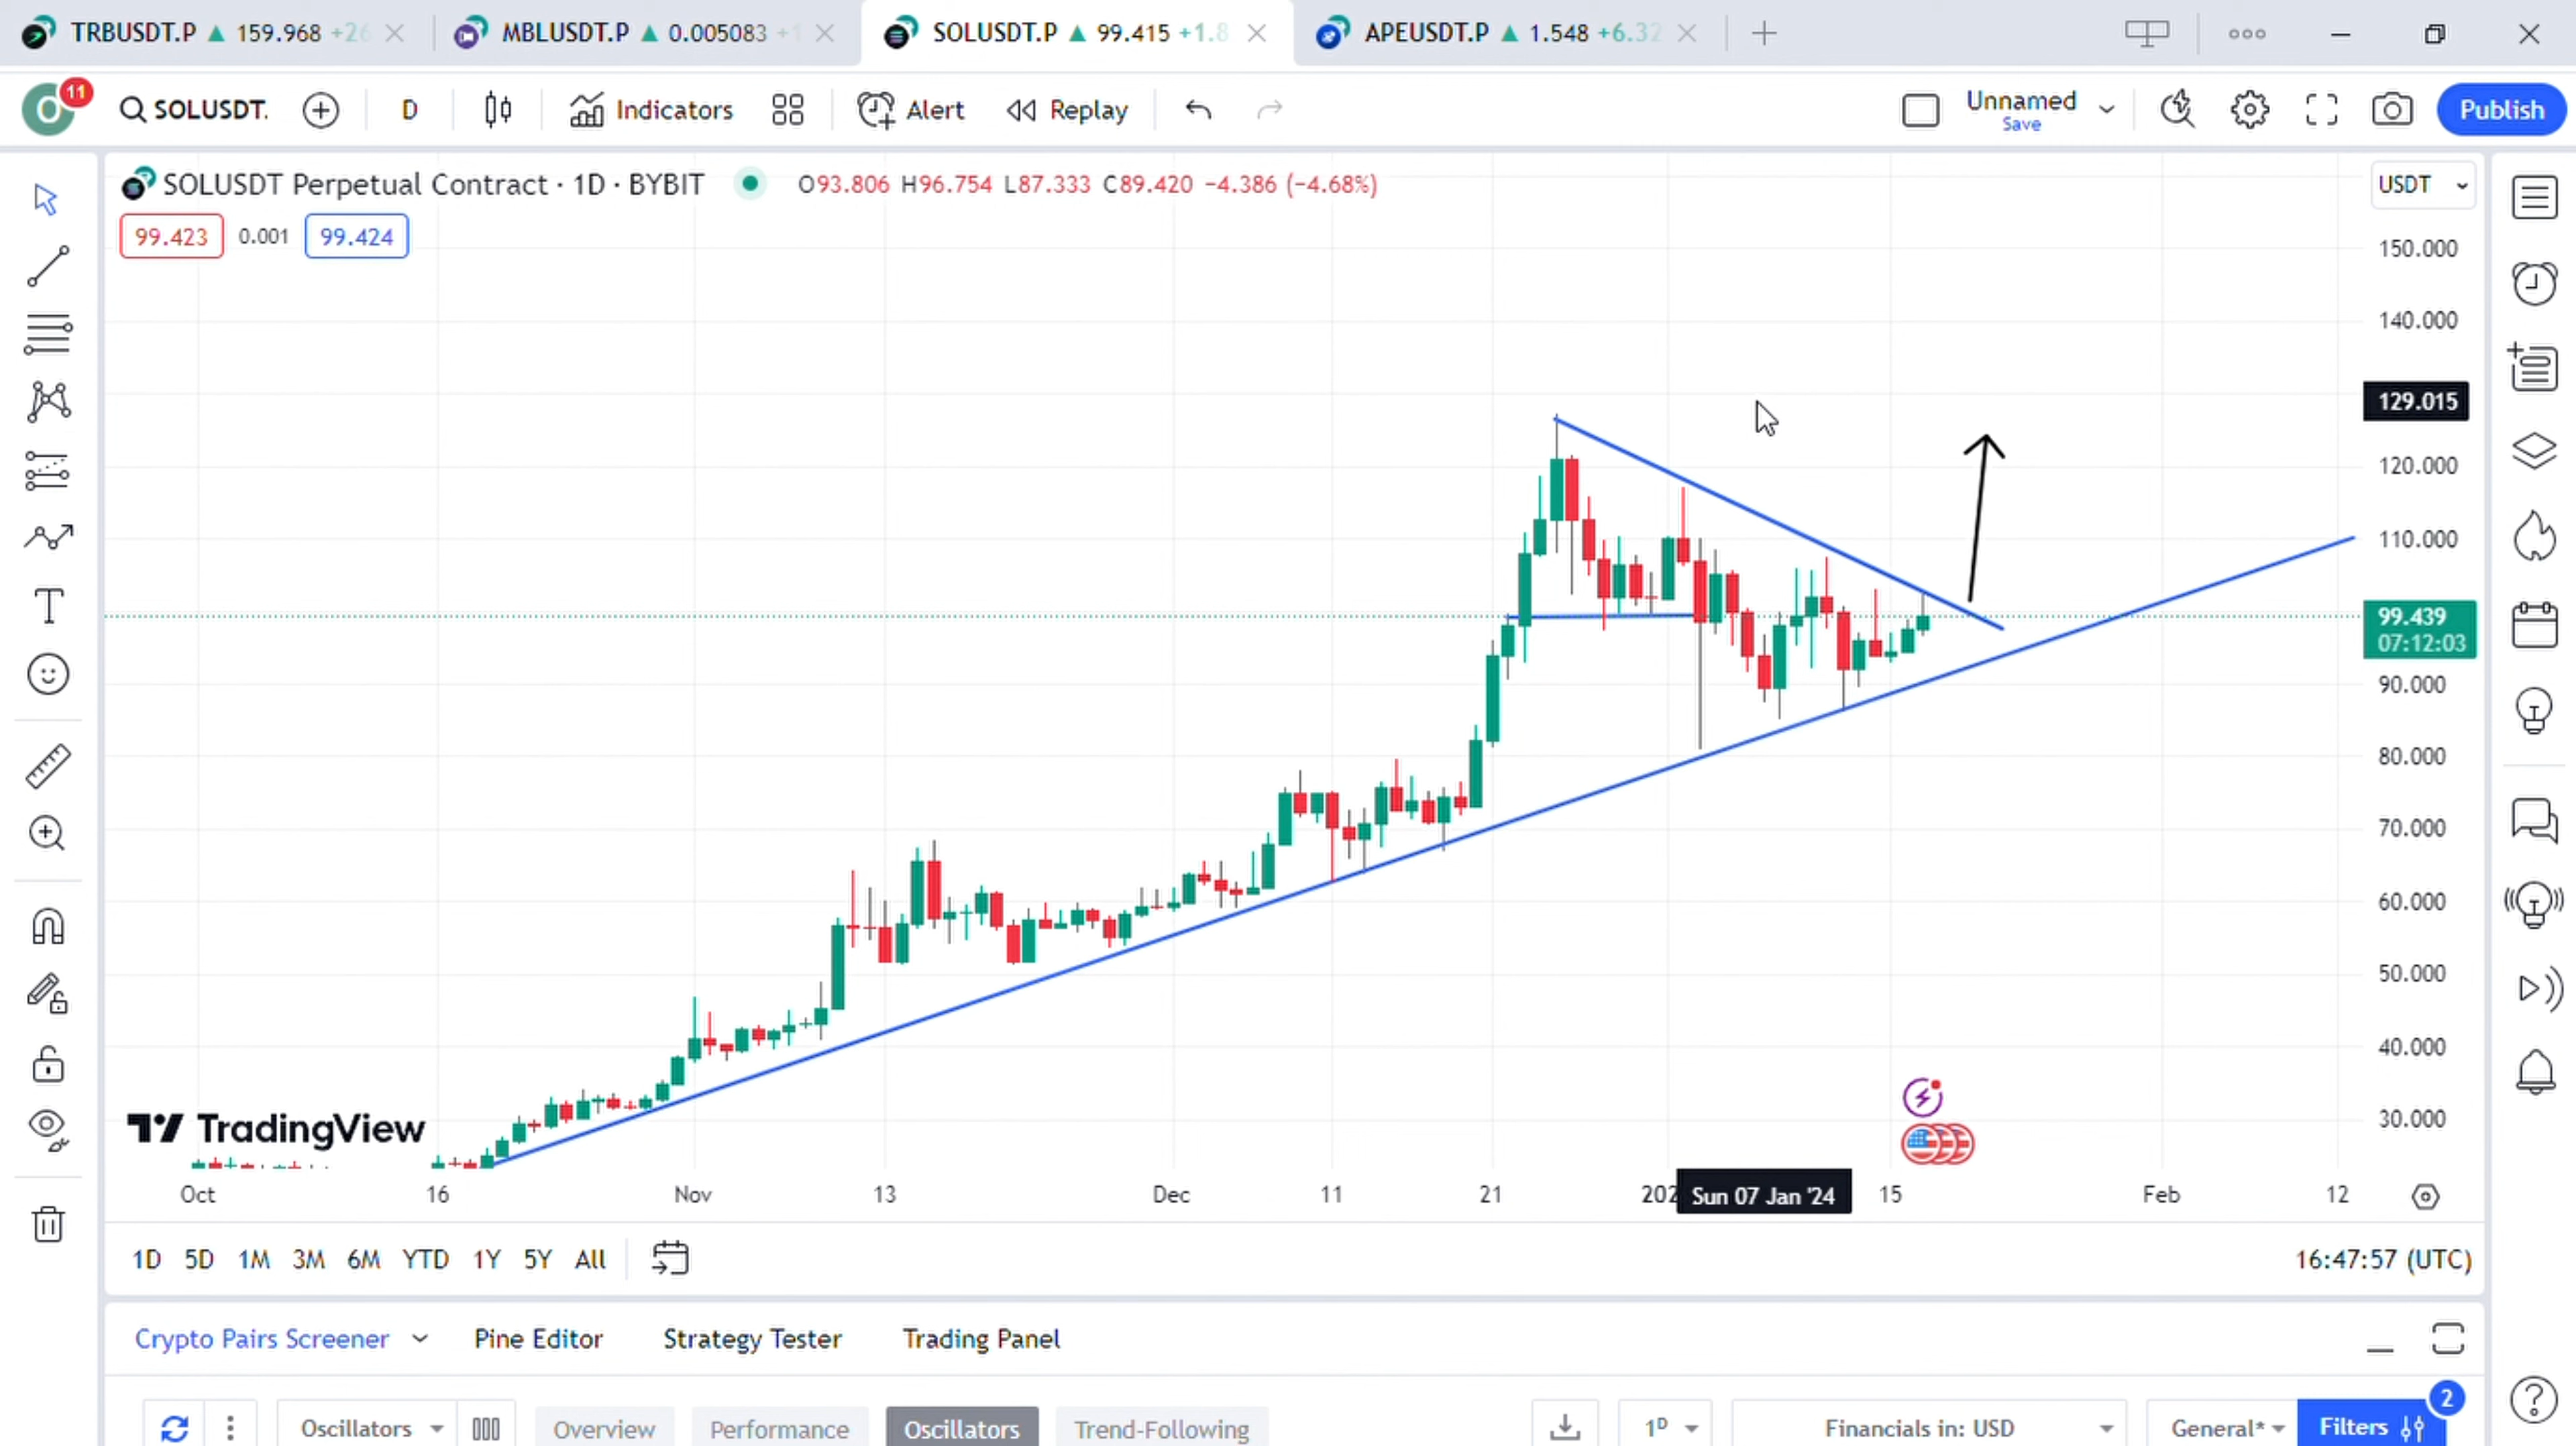 TRBUSDT.P ▲ 159.968 +26
MBLUSDT.P ▲ 0.005083 +1
SOLUSDT.P ▲ 99.415 +1.8
APEUSDT.P ▲ 1.548 +6.32
O 11
SOLUSDT.
D
Indicators
Alert
Replay
Unnamed
Save
Publish
SOLUSDT Perpetual Contract · 1D · BYBIT O93.806 H96.754 L87.333 C89.420 −4.386 (−4.68%)
USDT
99.423 0.001 99.424
150.000
140.000
129.015
120.000
110.000
99.439
07:12:03
90.000
80.000
70.000
60.000
50.000
40.000
30.000
TradingView
Oct 16 Nov 13 Dec 11 21 202 Sun 07 Jan '24 15 Feb 12
1D 5D 1M 3M 6M YTD 1Y 5Y All
16:47:57 (UTC)
Crypto Pairs Screener Pine Editor Strategy Tester Trading Panel
Oscillators Overview Performance Oscillators Trend-Following 1D Financials in: USD General* Filters 2